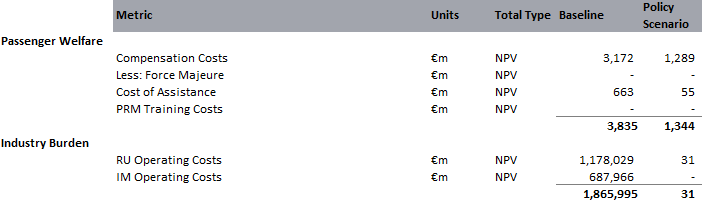 Metric Units Total Type Baseline Policy Scenario
Passenger Welfare
Compensation Costs €m NPV 3,172 1,289
Less: Force Majeure €m NPV - -
Cost of Assistance €m NPV 663 55
PRM Training Costs €m NPV - -
3,835 1,344
Industry Burden
RU Operating Costs €m NPV 1,178,029 31
IM Operating Costs €m NPV 687,966 -
1,865,995 31